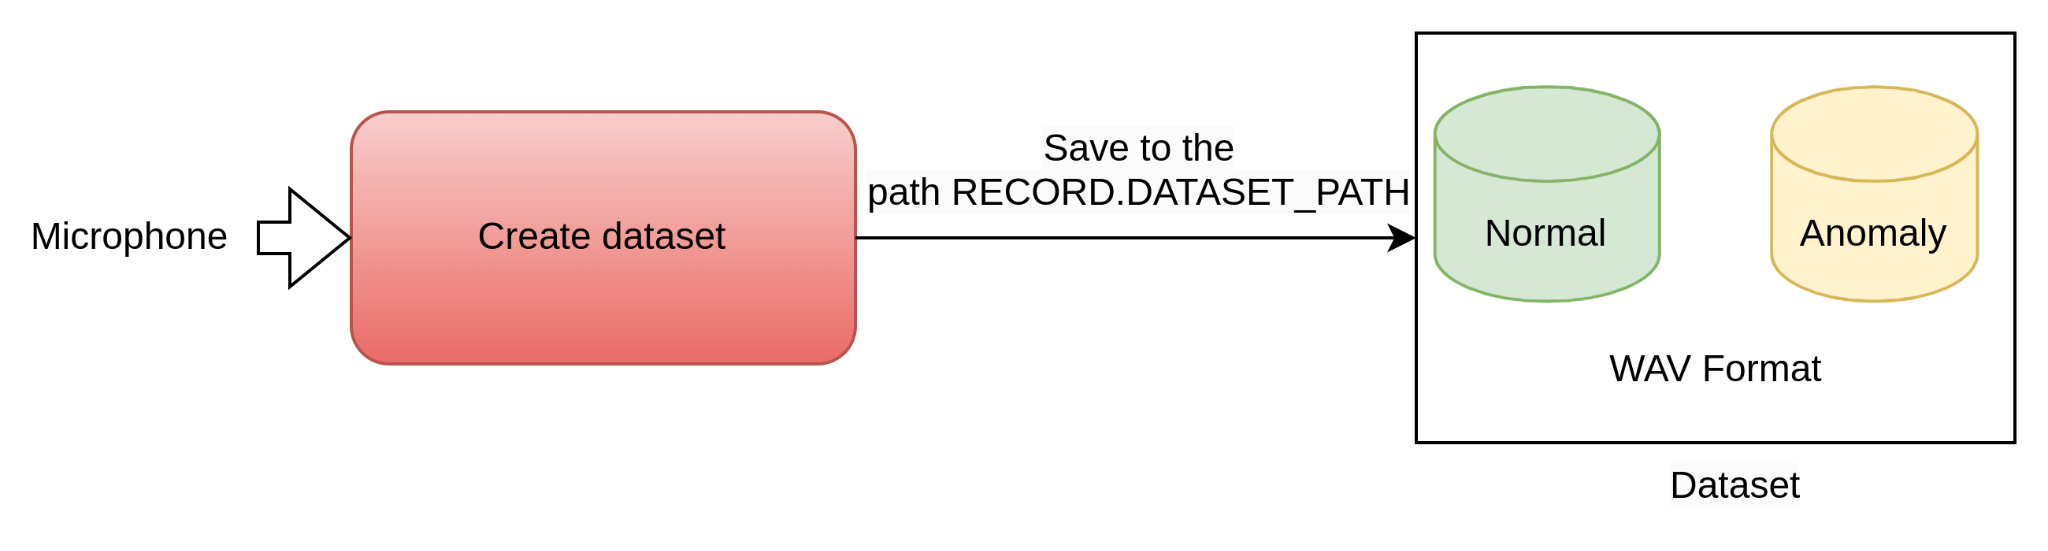 Microphone
Create dataset
Save to the
path RECORD.DATASET_PATH
Normal
Anomaly
WAV Format
Dataset